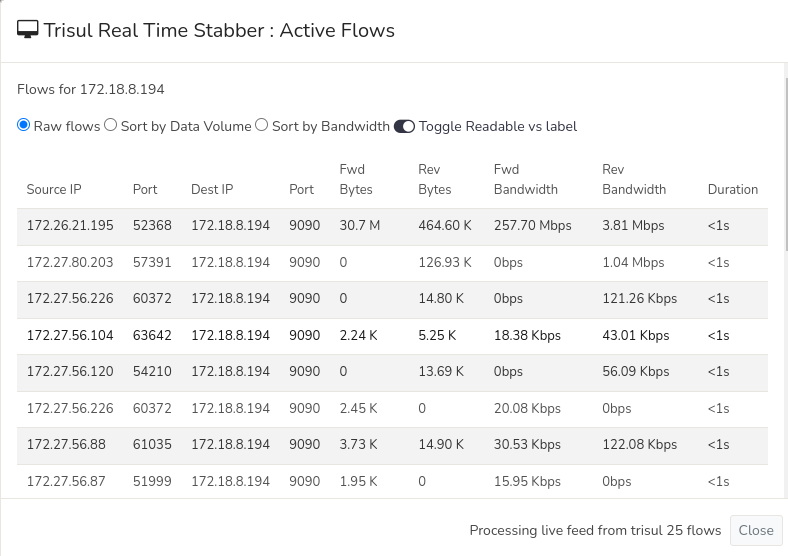 Trisul Real Time Stabber : Active Flows
Flows for 172.18.8.194
Raw flows Sort by Data Volume Sort by Bandwidth Toggle Readable vs label
Source IP Port Dest IP Port Fwd Bytes Rev Bytes Fwd Bandwidth Rev Bandwidth Duration
172.26.21.195 52368 172.18.8.194 9090 30.7 M 464.60 K 257.70 Mbps 3.81 Mbps <1s
172.27.80.203 57391 172.18.8.194 9090 0 126.93 K 0bps 1.04 Mbps <1s
172.27.56.226 60372 172.18.8.194 9090 0 14.80 K 0bps 121.26 Kbps <1s
172.27.56.104 63642 172.18.8.194 9090 2.24 K 5.25 K 18.38 Kbps 43.01 Kbps <1s
172.27.56.120 54210 172.18.8.194 9090 0 13.69 K 0bps 56.09 Kbps <1s
172.27.56.226 60372 172.18.8.194 9090 2.45 K 0 20.08 Kbps 0bps <1s
172.27.56.88 61035 172.18.8.194 9090 3.73 K 14.90 K 30.53 Kbps 122.08 Kbps <1s
172.27.56.87 51999 172.18.8.194 9090 1.95 K 0 15.95 Kbps 0bps <1s
Processing live feed from trisul 25 flows Close